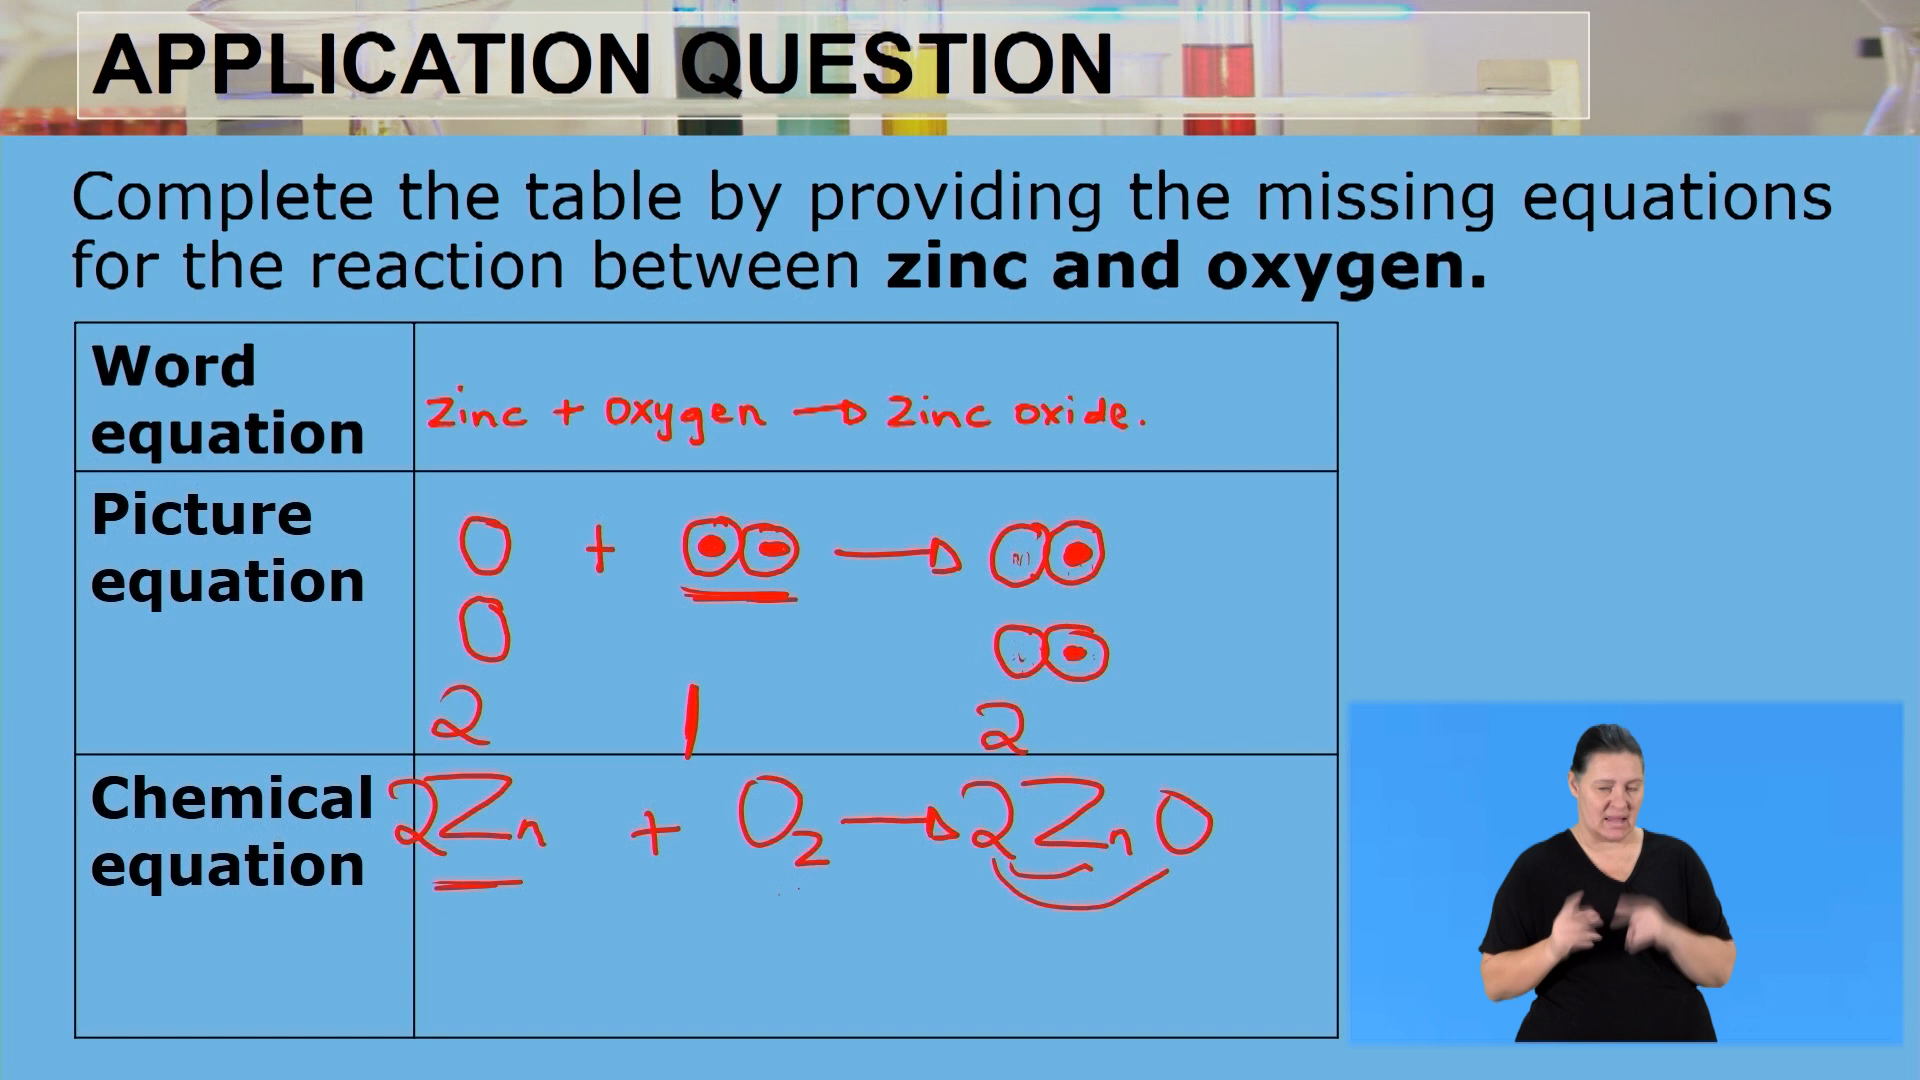 APPLICATION QUESTION
Complete the table by providing the missing equations
for the reaction between zinc and oxygen.
Word
equation
Zinc + Oxygen → Zinc oxide.
Picture
equation
+ →
2 1 2
Chemical
equation
2Zn + O₂ → 2ZnO